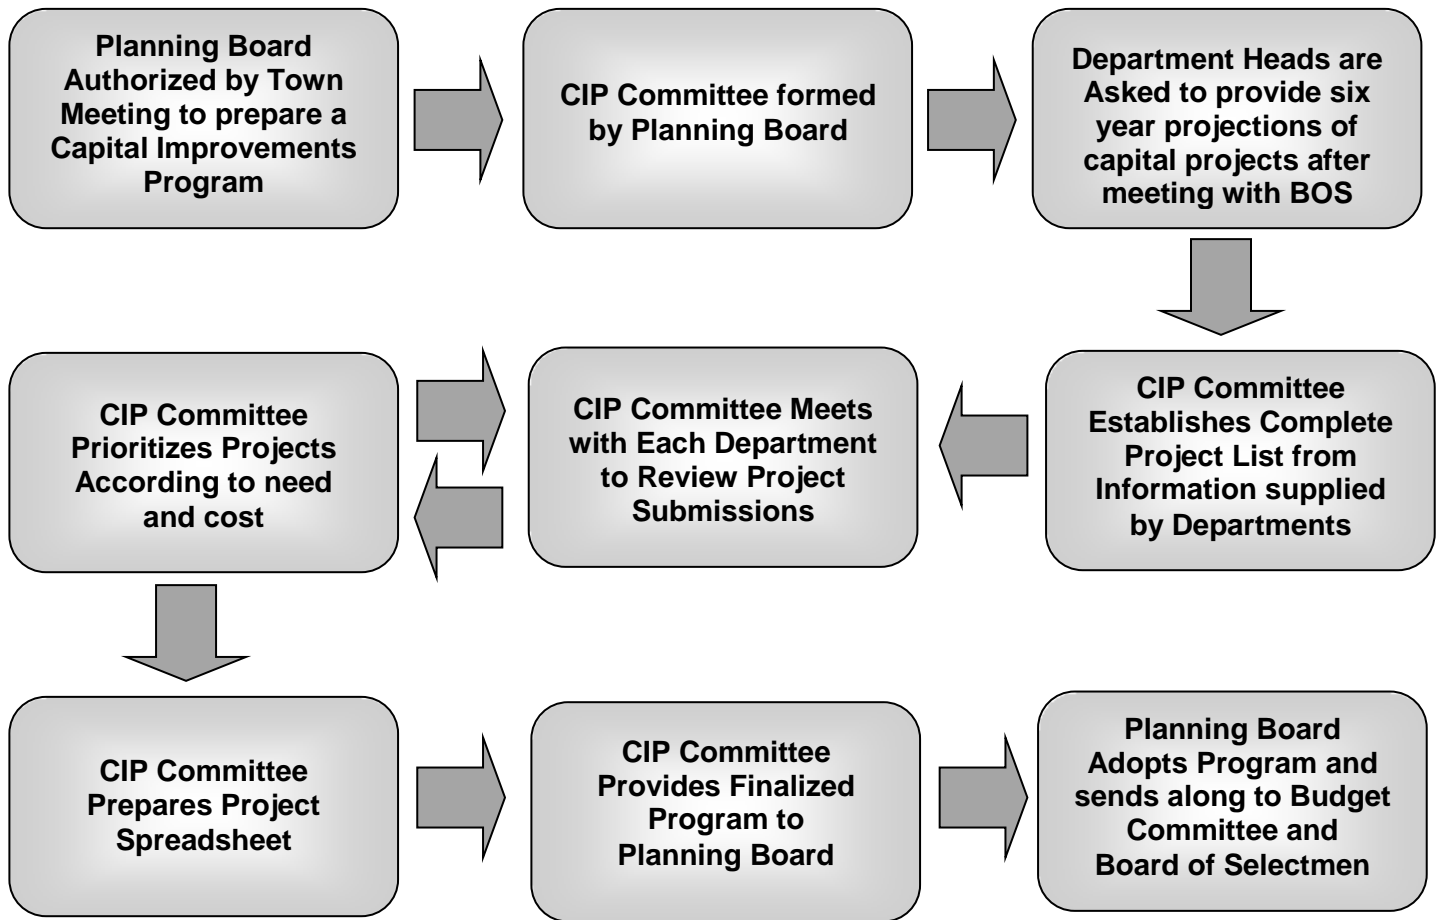 Planning Board
Authorized by Town
Meeting to prepare a
Capital Improvements
Program
CIP Committee formed
by Planning Board
Department Heads are
Asked to provide six
year projections of
capital projects after
meeting with BOS
CIP Committee
Establishes Complete
Project List from
Information supplied
by Departments
CIP Committee Meets
with Each Department
to Review Project
Submissions
CIP Committee
Prioritizes Projects
According to need
and cost
CIP Committee
Prepares Project
Spreadsheet
CIP Committee
Provides Finalized
Program to
Planning Board
Planning Board
Adopts Program and
sends along to Budget
Committee and
Board of Selectmen